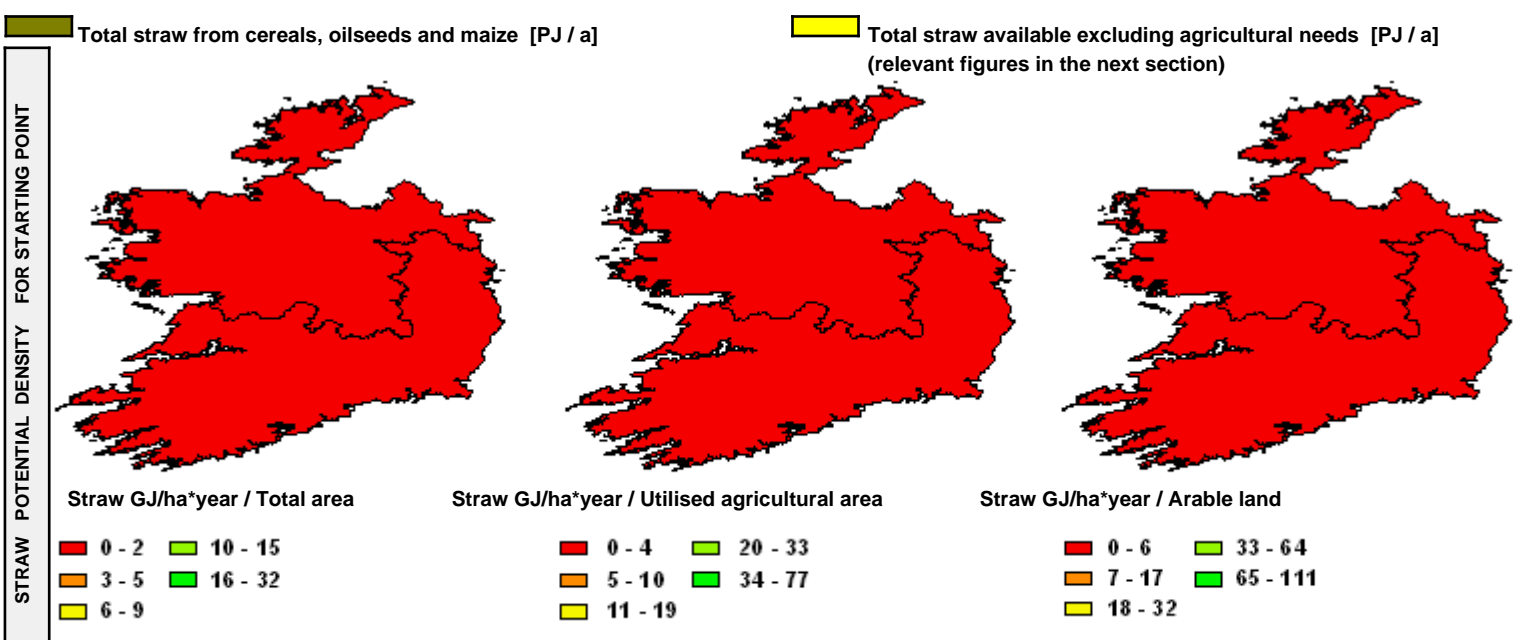 Total straw from cereals, oilseeds and maize [PJ / a]
Total straw available excluding agricultural needs [PJ / a]
(relevant figures in the next section)
STRAW POTENTIAL DENSITY FOR STARTING POINT
Straw GJ/ha*year / Total area
0 - 2
10 - 15
3 - 5
16 - 32
6 - 9
Straw GJ/ha*year / Utilised agricultural area
0 - 4
20 - 33
5 - 10
34 - 77
11 - 19
Straw GJ/ha*year / Arable land
0 - 6
33 - 64
7 - 17
65 - 111
18 - 32